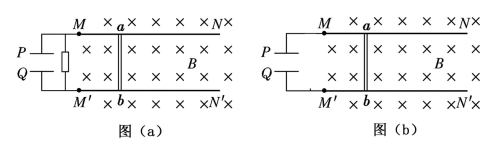 M a N M a N
P P
B B
Q Q
M′ b N′ M′ b N′
图（a） 图（b）